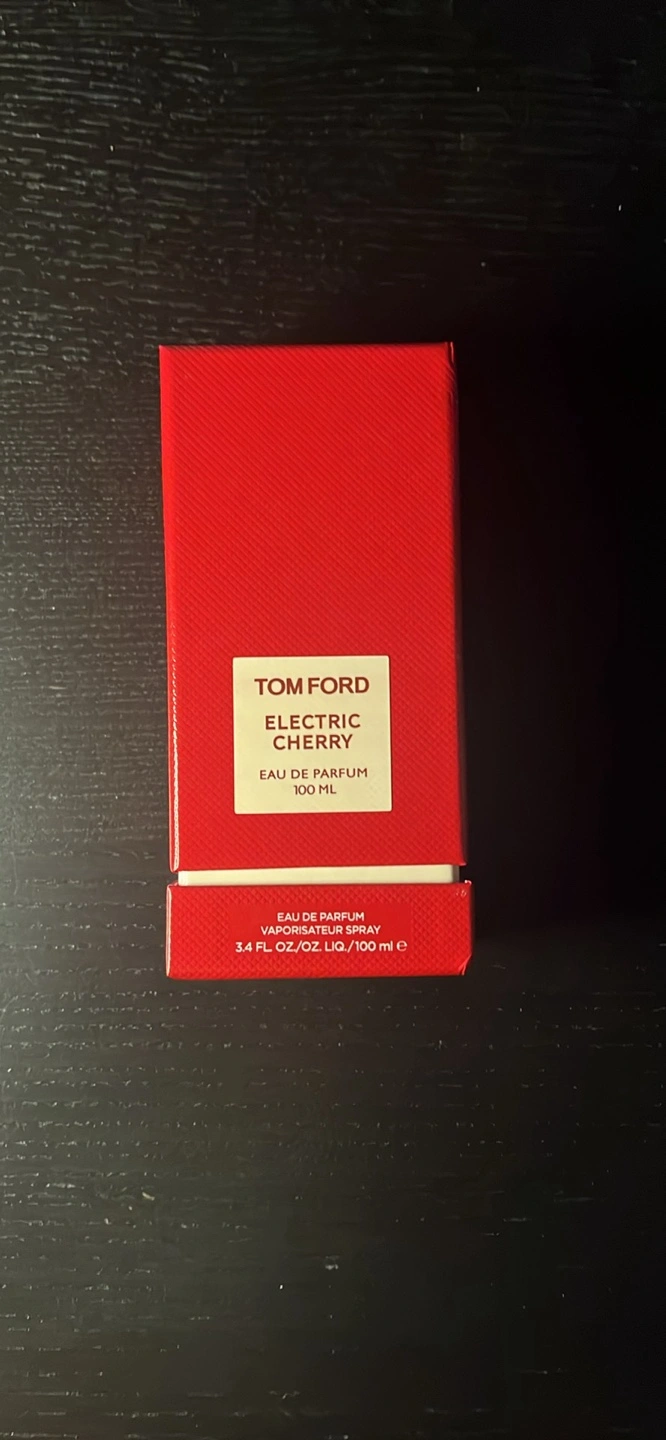 TOM FORD
ELECTRIC
CHERRY
EAU DE PARFUM
100 ML
EAU DE PARFUM
VAPORISATEUR SPRAY
3.4 FL. OZ./OZ. LIQ./100 ml ℮